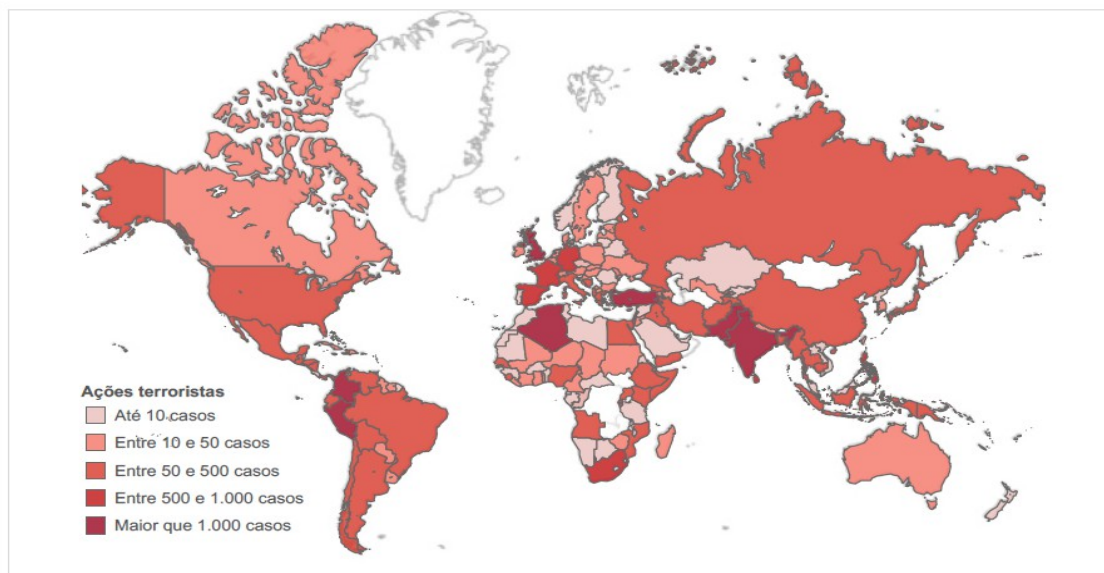 Ações terroristas
Até 10 casos
Entre 10 e 50 casos
Entre 50 e 500 casos
Entre 500 e 1.000 casos
Maior que 1.000 casos